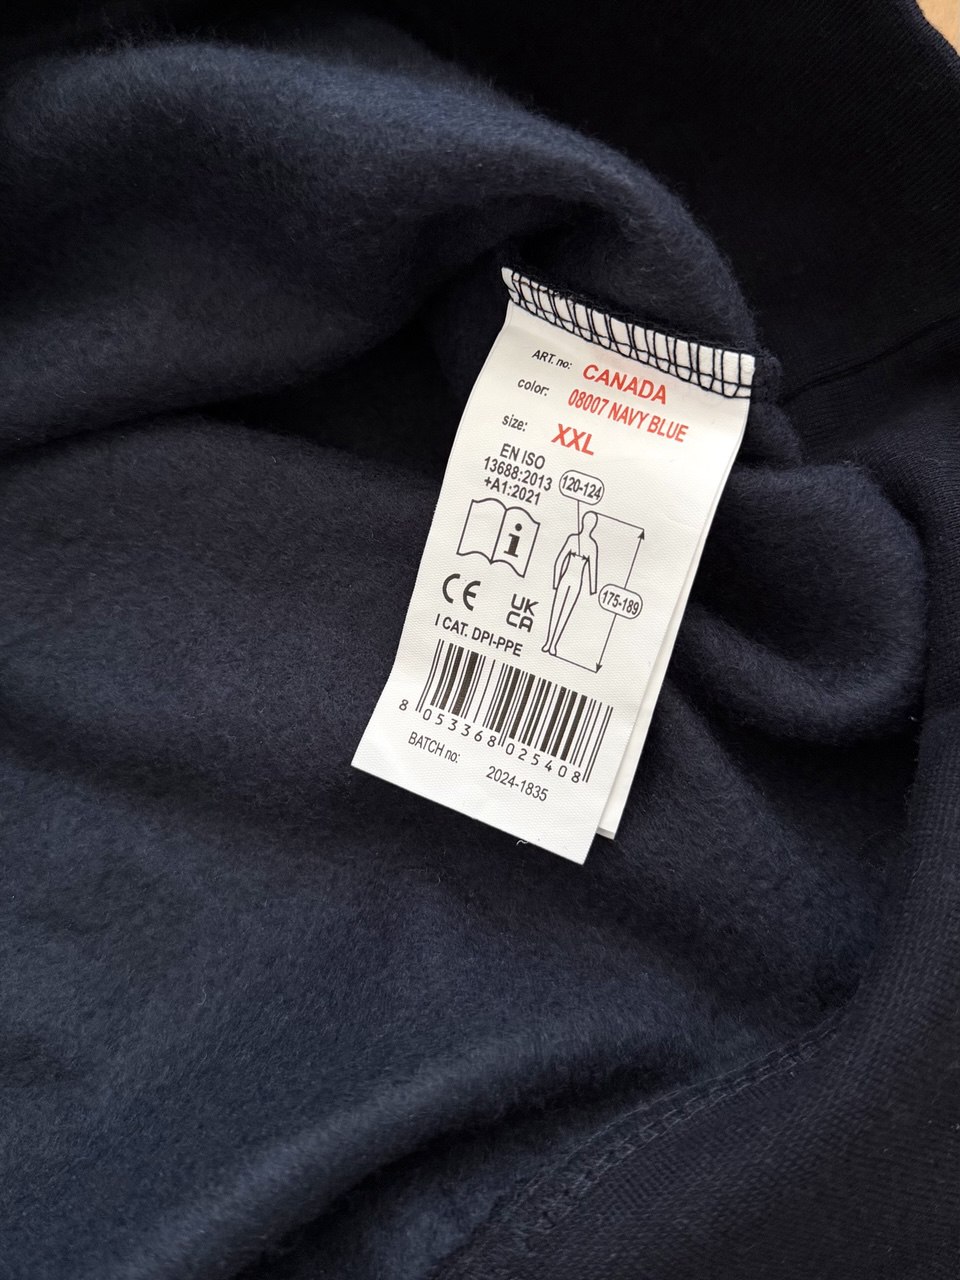 ART. no: CANADA
color: 08007 NAVY BLUE
size: XXL
EN ISO
13688:2013
+A1:2021
120-124
i
175-189
CE
UK
CA
I CAT. DPI-PPE
8 053368 025408
BATCH no: 2024-1835